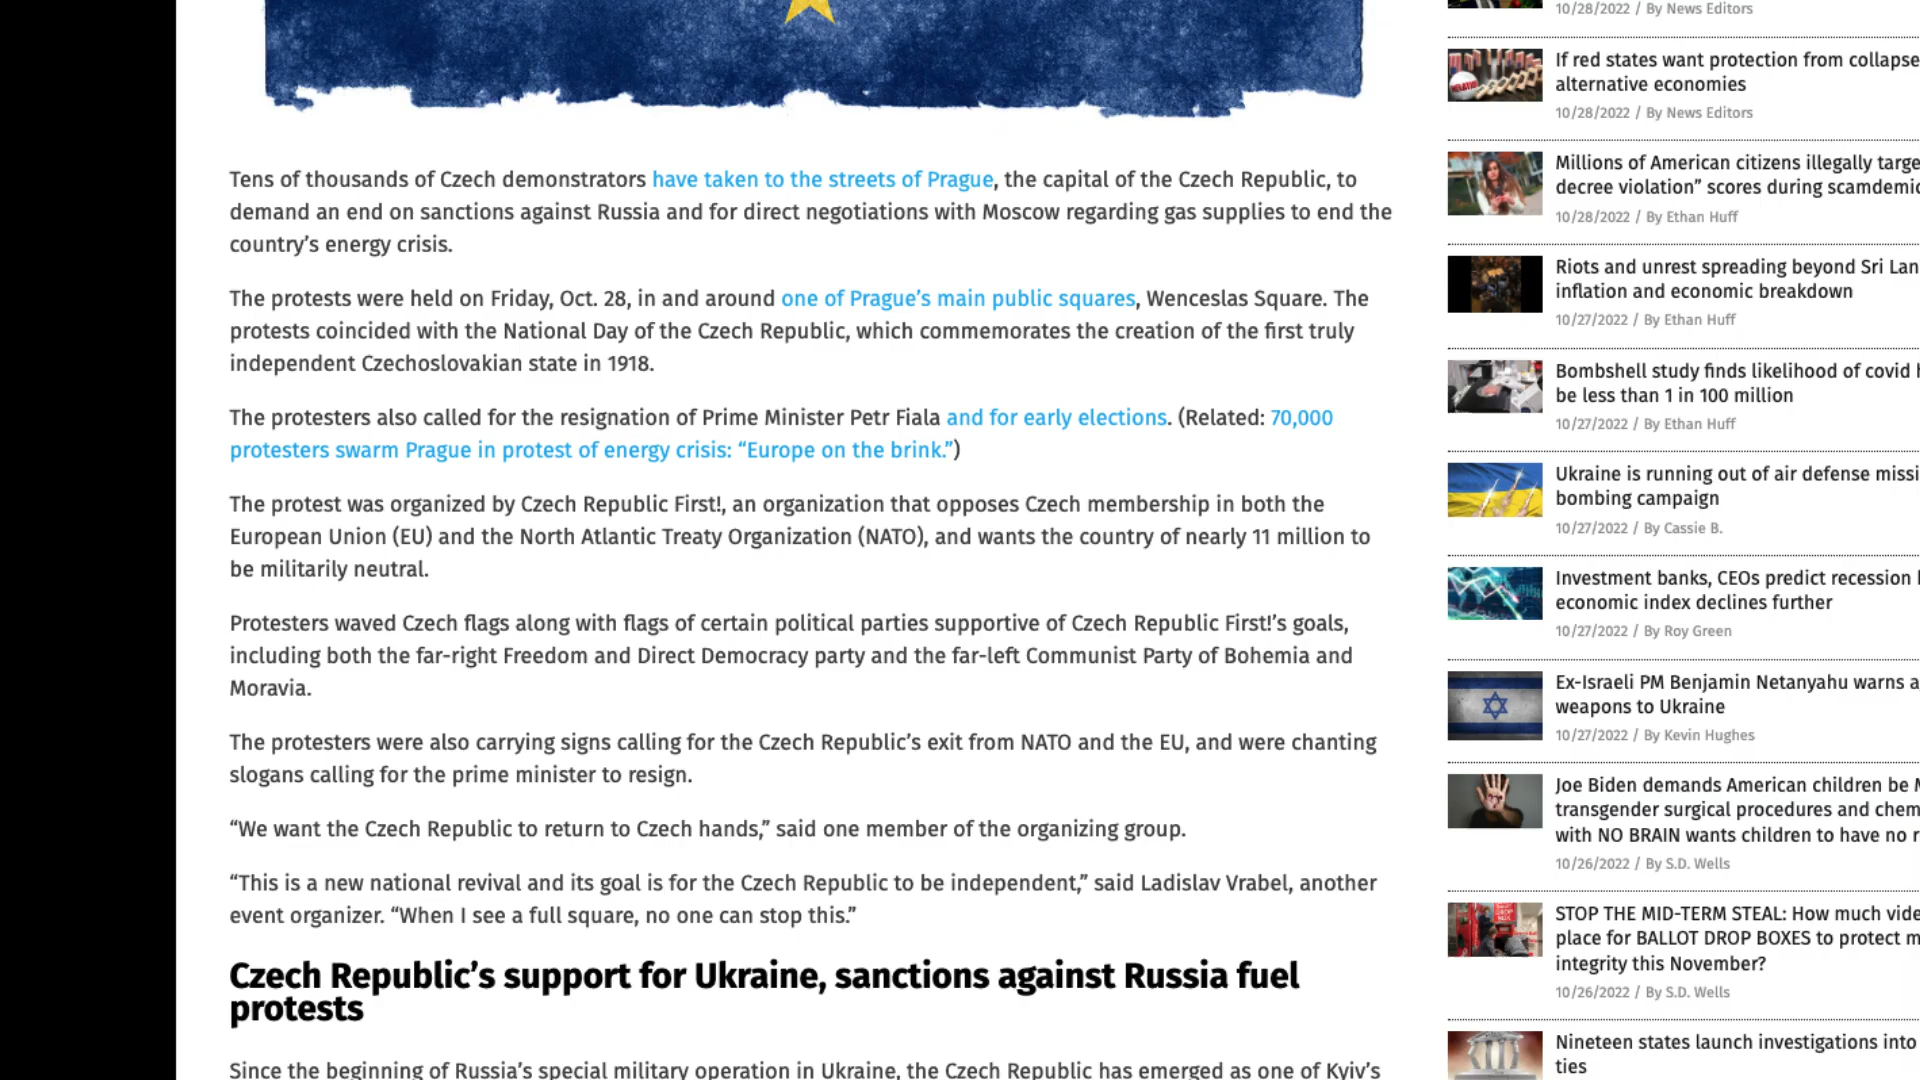 Tens of thousands of Czech demonstrators have taken to the streets of Prague, the capital of the Czech Republic, to
demand an end on sanctions against Russia and for direct negotiations with Moscow regarding gas supplies to end the
country’s energy crisis.
The protests were held on Friday, Oct. 28, in and around one of Prague’s main public squares, Wenceslas Square. The
protests coincided with the National Day of the Czech Republic, which commemorates the creation of the first truly
independent Czechoslovakian state in 1918.
The protesters also called for the resignation of Prime Minister Petr Fiala and for early elections. (Related: 70,000
protesters swarm Prague in protest of energy crisis: “Europe on the brink.”)
The protest was organized by Czech Republic First!, an organization that opposes Czech membership in both the
European Union (EU) and the North Atlantic Treaty Organization (NATO), and wants the country of nearly 11 million to
be militarily neutral.
Protesters waved Czech flags along with flags of certain political parties supportive of Czech Republic First!’s goals,
including both the far-right Freedom and Direct Democracy party and the far-left Communist Party of Bohemia and
Moravia.
The protesters were also carrying signs calling for the Czech Republic’s exit from NATO and the EU, and were chanting
slogans calling for the prime minister to resign.
“We want the Czech Republic to return to Czech hands,” said one member of the organizing group.
“This is a new national revival and its goal is for the Czech Republic to be independent,” said Ladislav Vrabel, another
event organizer. “When I see a full square, no one can stop this.”
Czech Republic’s support for Ukraine, sanctions against Russia fuel
protests
Since the beginning of Russia’s special military operation in Ukraine, the Czech Republic has emerged as one of Kyiv’s
10/28/2022 / By News Editors
If red states want protection from collapse
alternative economies
10/28/2022 / By News Editors
Millions of American citizens illegally targe
decree violation” scores during scamdemic
10/28/2022 / By Ethan Huff
Riots and unrest spreading beyond Sri Lan
inflation and economic breakdown
10/27/2022 / By Ethan Huff
Bombshell study finds likelihood of covid
be less than 1 in 100 million
10/27/2022 / By Ethan Huff
Ukraine is running out of air defense missi
bombing campaign
10/27/2022 / By Cassie B.
Investment banks, CEOs predict recession
economic index declines further
10/27/2022 / By Roy Green
Ex-Israeli PM Benjamin Netanyahu warns a
weapons to Ukraine
10/27/2022 / By Kevin Hughes
Joe Biden demands American children be
transgender surgical procedures and chem
with NO BRAIN wants children to have no r
10/26/2022 / By S.D. Wells
STOP THE MID-TERM STEAL: How much vide
place for BALLOT DROP BOXES to protect m
integrity this November?
10/26/2022 / By S.D. Wells
Nineteen states launch investigations into
ties